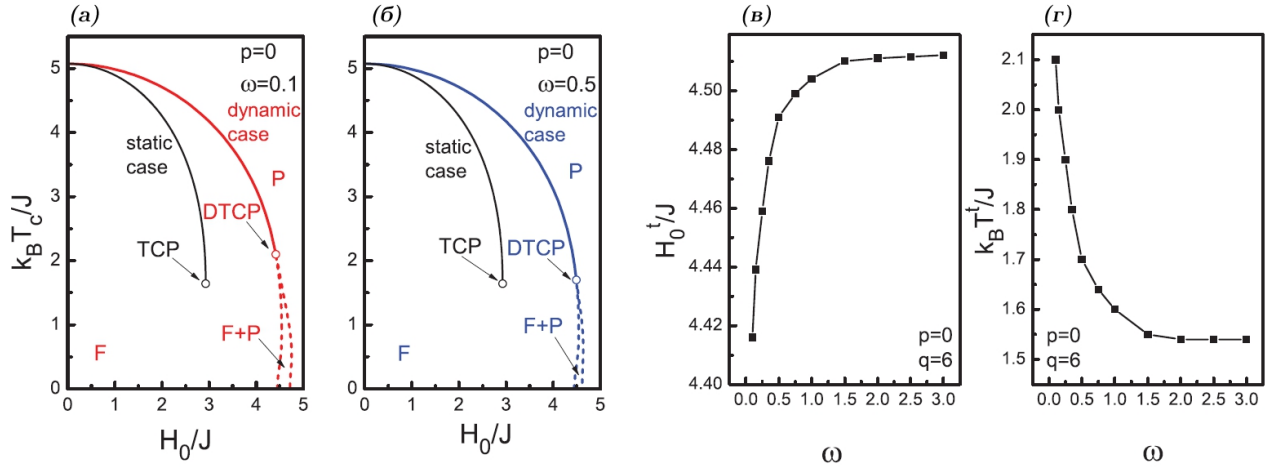 (а)
p=0
ω=0.1
dynamic
case
static
case
P
DTCP
TCP
F+P
F
k_B T_c/J
5
4
3
2
1
0
0 1 2 3 4 5
H_0/J
(б)
p=0
ω=0.5
dynamic
case
static
case
P
TCP
DTCP
F+P
F
5
4
3
2
1
0
0 1 2 3 4 5
H_0/J
(в)
H_0^t/J
4.50
4.48
4.46
4.44
4.42
4.40
p=0
q=6
0.0 0.5 1.0 1.5 2.0 2.5 3.0
ω
(г)
k_B T^t/J
2.1
2.0
1.9
1.8
1.7
1.6
1.5
p=0
q=6
0.0 0.5 1.0 1.5 2.0 2.5 3.0
ω